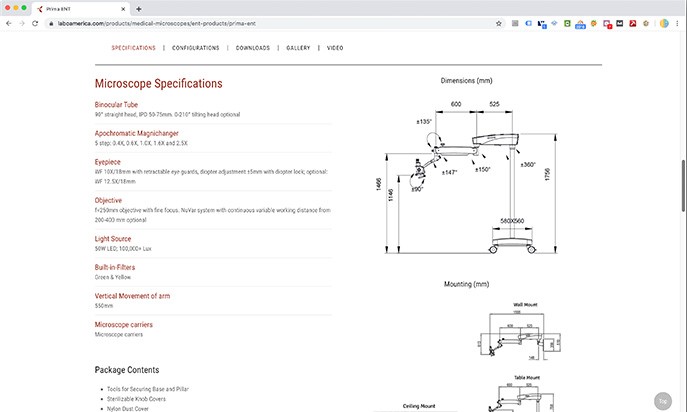 Prima ENT
laboamerica.com/products/medical-microscopes/ent-products/prima-ent
SPECIFICATIONS | CONFIGURATIONS | DOWNLOADS | GALLERY | VIDEO
Microscope Specifications
Binocular Tube
90° straight head, IPD 50-75mm. 0-210° tilting head optional
Apochromatic Magnichanger
5 step: 0.4X, 0.6X, 1.0X, 1.6X and 2.5X
Eyepiece
WF 10X/18mm with retractable eye guards, diopter adjustment ±5mm with diopter lock; optional:
WF 12.5X/18mm
Objective
f=250mm objective with fine focus. NuVar system with continuous variable working distance from
200-400 mm optional
Light Source
50W LED; 100,000+ Lux
Built-in-Filters
Green & Yellow
Vertical Movement of arm
550mm
Microscope carriers
Microscope carriers
Package Contents
Tools for Securing Base and Pillar
Sterilizable Knob Covers
Nylon Dust Cover
Dimensions (mm)
600
525
±135°
±147°
±150°
±360°
±90°
1466
1146
1756
580X560
Mounting (mm)
Wall Mount
600
525
Table Mount
600
525
Ceiling Mount
Top